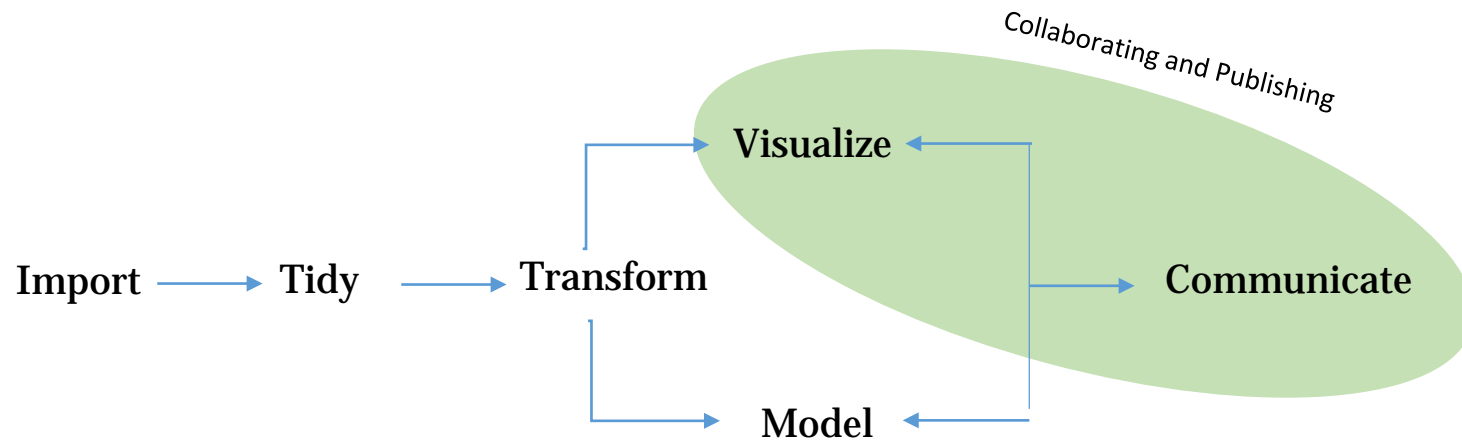 Collaborating and Publishing
Visualize
Import
Tidy
Transform
Communicate
Model